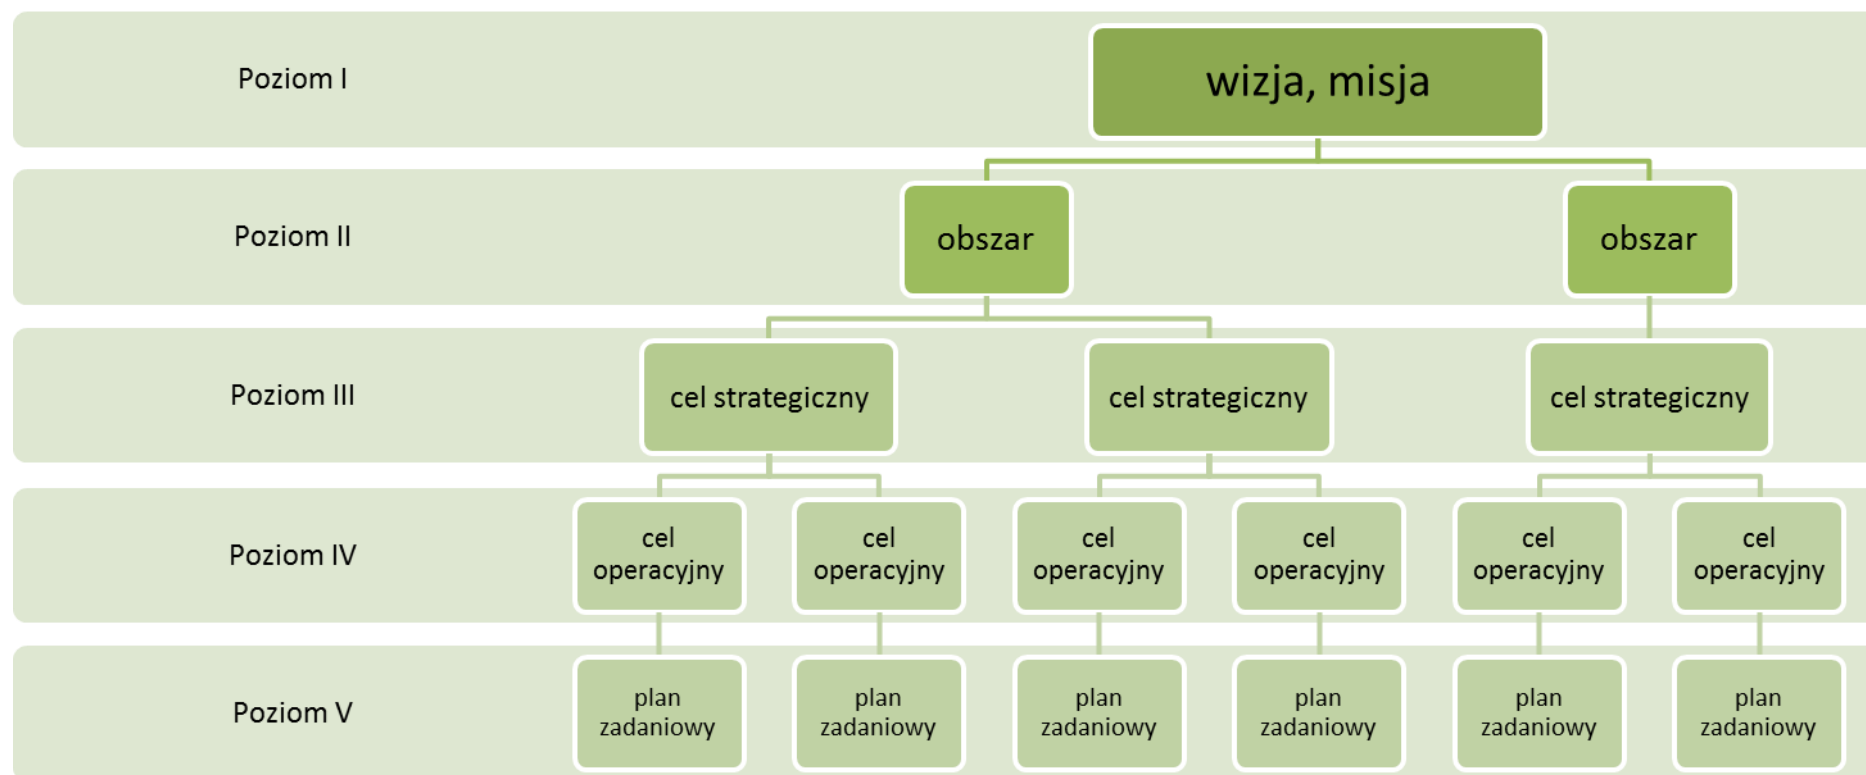 Poziom I
wizja, misja
Poziom II
obszar
obszar
Poziom III
cel strategiczny
cel strategiczny
cel strategiczny
Poziom IV
cel
operacyjny
cel
operacyjny
cel
operacyjny
cel
operacyjny
cel
operacyjny
cel
operacyjny
Poziom V
plan
zadaniowy
plan
zadaniowy
plan
zadaniowy
plan
zadaniowy
plan
zadaniowy
plan
zadaniowy